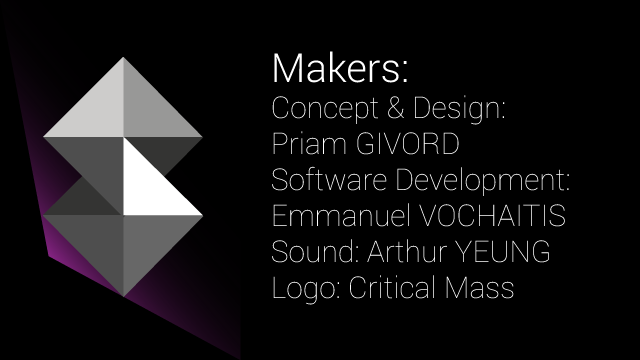 Makers:
Concept & Design:
Priam GIVORD
Software Development:
Emmanuel VOCHAITIS
Sound: Arthur YEUNG
Logo: Critical Mass